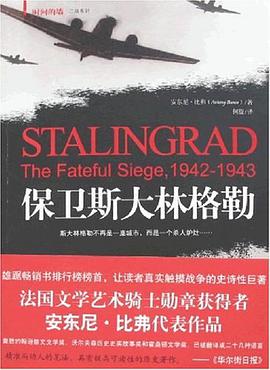 时间的墙
安东尼·比弗(Antony Beevor)著
STALINGRAD
The Fateful Siege,1942-1943
保卫斯大林格勒
斯大林格勒不再是一座城市,而是一个杀人炉灶……
雄踞畅销书排行榜榜首,让读者真实触摸战争的史诗性巨著
法国文学艺术骑士勋章获得者
安东尼·比弗代表作品
——《华尔街日报》